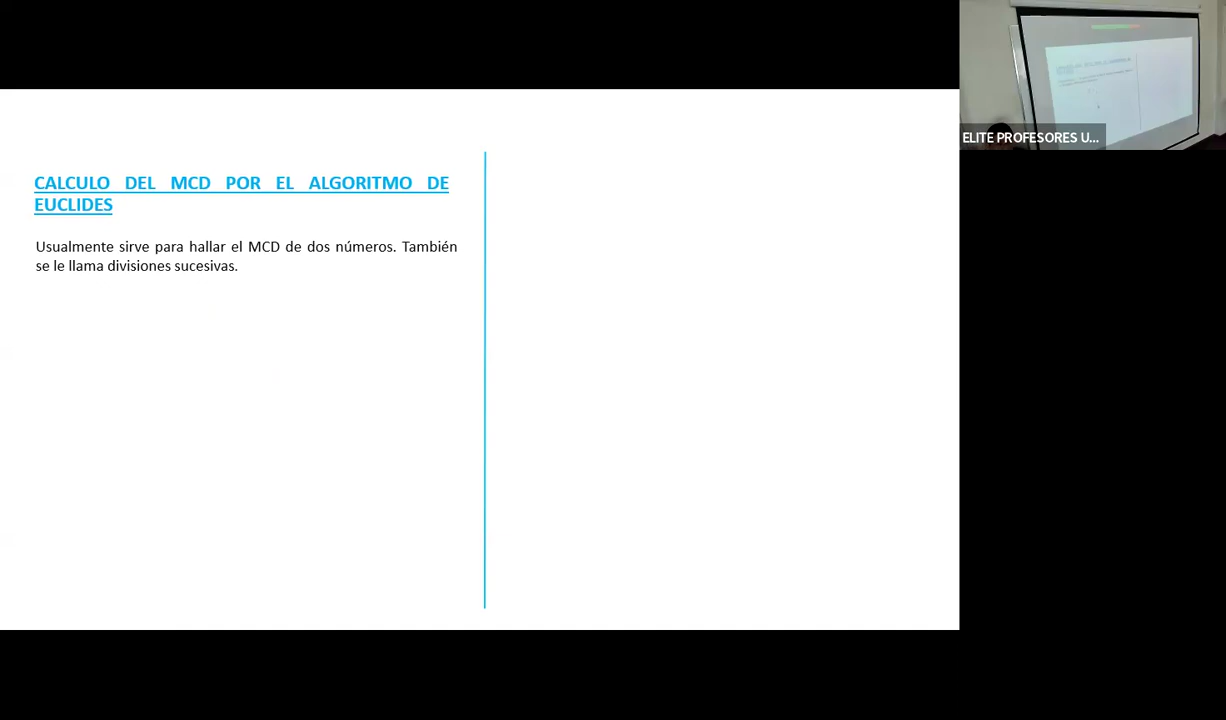 CALCULO DEL MCD POR EL ALGORITMO DE
EUCLIDES
Usualmente sirve para hallar el MCD de dos números. También
se le llama divisiones sucesivas.
ELITE PROFESORES U...